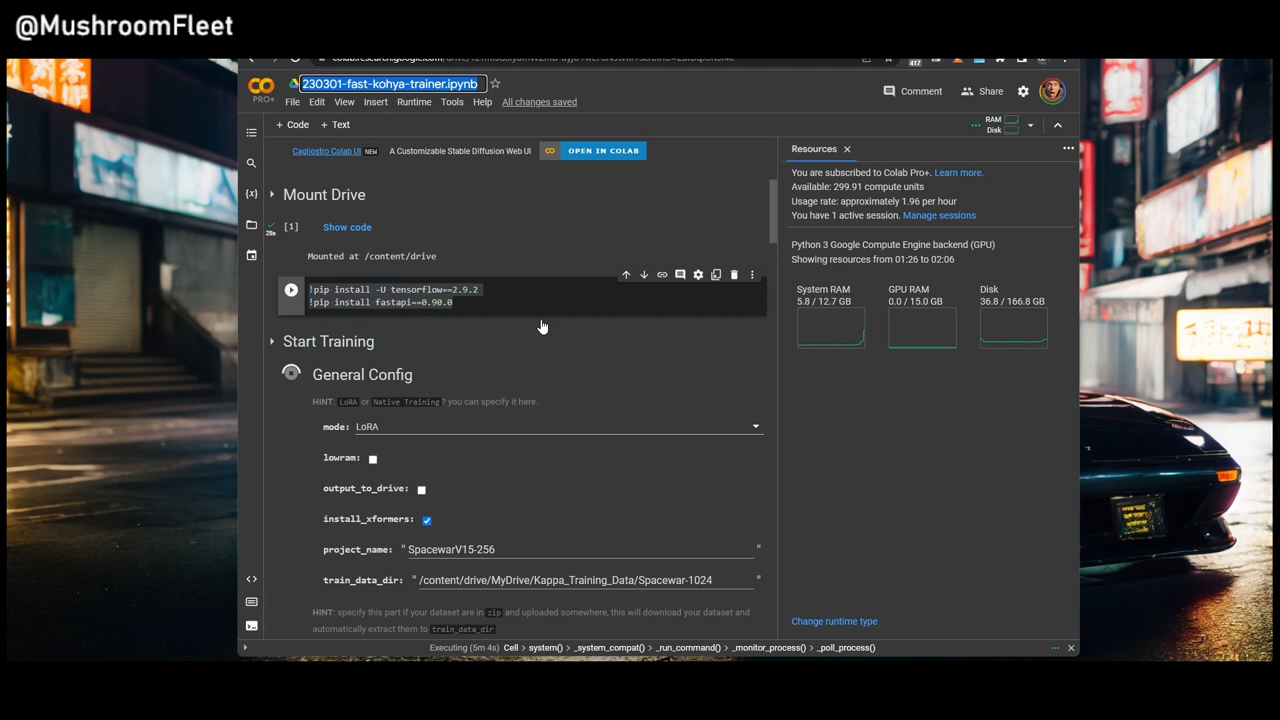 @MushroomFleet
417
230301-fast-kohya-trainer.ipynb
PRO+
File Edit View Insert Runtime Tools Help All changes saved
Comment Share
+ Code + Text
RAM
Disk
Cagliostro Colab UI NEW A Customizable Stable Diffusion Web UI OPEN IN COLAB
Mount Drive
[1] Show code
28s
Mounted at /content/drive
!pip install -U tensorflow==2.9.2
!pip install fastapi==0.90.0
Start Training
General Config
HINT: LoRA or Native Training? you can specify it here.
mode: LoRA
lowram:
output_to_drive:
install_xformers:
project_name: "SpacewarV15-256"
train_data_dir: "/content/drive/MyDrive/Kappa_Training_Data/Spacewar-1024"
HINT: specify this part if your dataset are in zip and uploaded somewhere, this will download your dataset and
automatically extract them to train_data_dir
Resources
You are subscribed to Colab Pro+. Learn more.
Available: 299.91 compute units
Usage rate: approximately 1.96 per hour
You have 1 active session. Manage sessions
Python 3 Google Compute Engine backend (GPU)
Showing resources from 01:26 to 02:06
System RAM
5.8 / 12.7 GB
GPU RAM
0.0 / 15.0 GB
Disk
36.8 / 166.8 GB
Change runtime type
Executing (5m 4s) Cell > system() > _system_compat() > _run_command() > _monitor_process() > _poll_process()